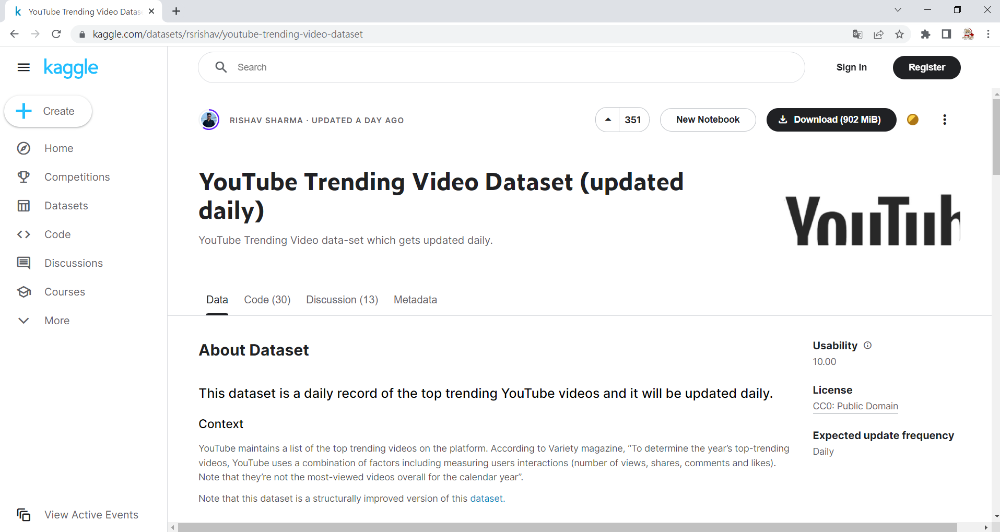 YouTube Trending Video Datas
kaggle.com/datasets/rsrishav/youtube-trending-video-dataset
kaggle
Search
Sign In
Register
Create
Home
Competitions
Datasets
Code
Discussions
Courses
More
View Active Events
RISHAV SHARMA · UPDATED A DAY AGO
351
New Notebook
Download (902 MiB)
YouTube Trending Video Dataset (updated
daily)
YouTube Trending Video data-set which gets updated daily.
YouTub
Data
Code (30)
Discussion (13)
Metadata
About Dataset
This dataset is a daily record of the top trending YouTube videos and it will be updated daily.
Context
YouTube maintains a list of the top trending videos on the platform. According to Variety magazine, “To determine the year’s top-trending
videos, YouTube uses a combination of factors including measuring users interactions (number of views, shares, comments and likes).
Note that they’re not the most-viewed videos overall for the calendar year”.
Note that this dataset is a structurally improved version of this dataset.
Usability
10.00
License
CC0: Public Domain
Expected update frequency
Daily